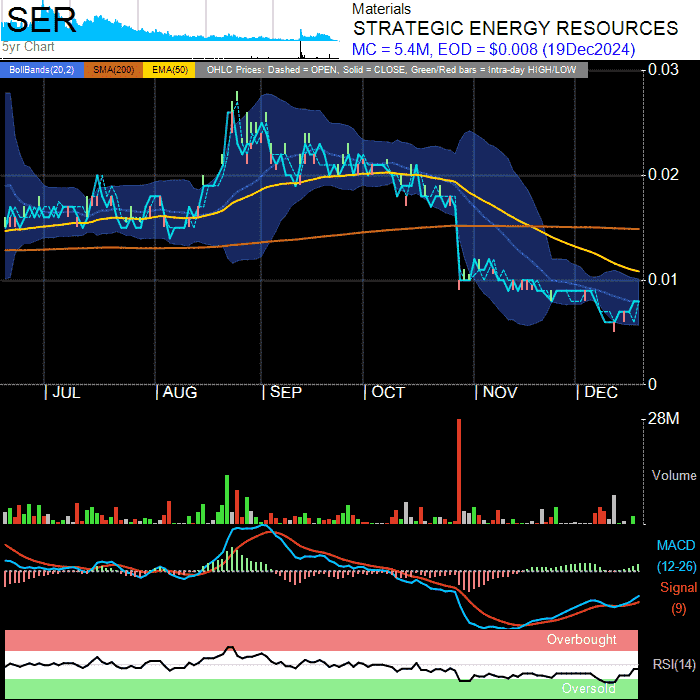 SER
5yr Chart
Materials
STRATEGIC ENERGY RESOURCES
MC = 5.4M, EOD = $0.008 (19Dec2024)
BollBands(20,2) SMA(200) EMA(50) OHLC Prices: Dashed = OPEN, Solid = CLOSE, Green/Red bars = Intra-day HIGH/LOW
0.03
0.02
0.01
0
| JUL | AUG | SEP | OCT | NOV | DEC
28M
Volume
MACD
(12-26)
Signal
(9)
Overbought
RSI(14)
Oversold